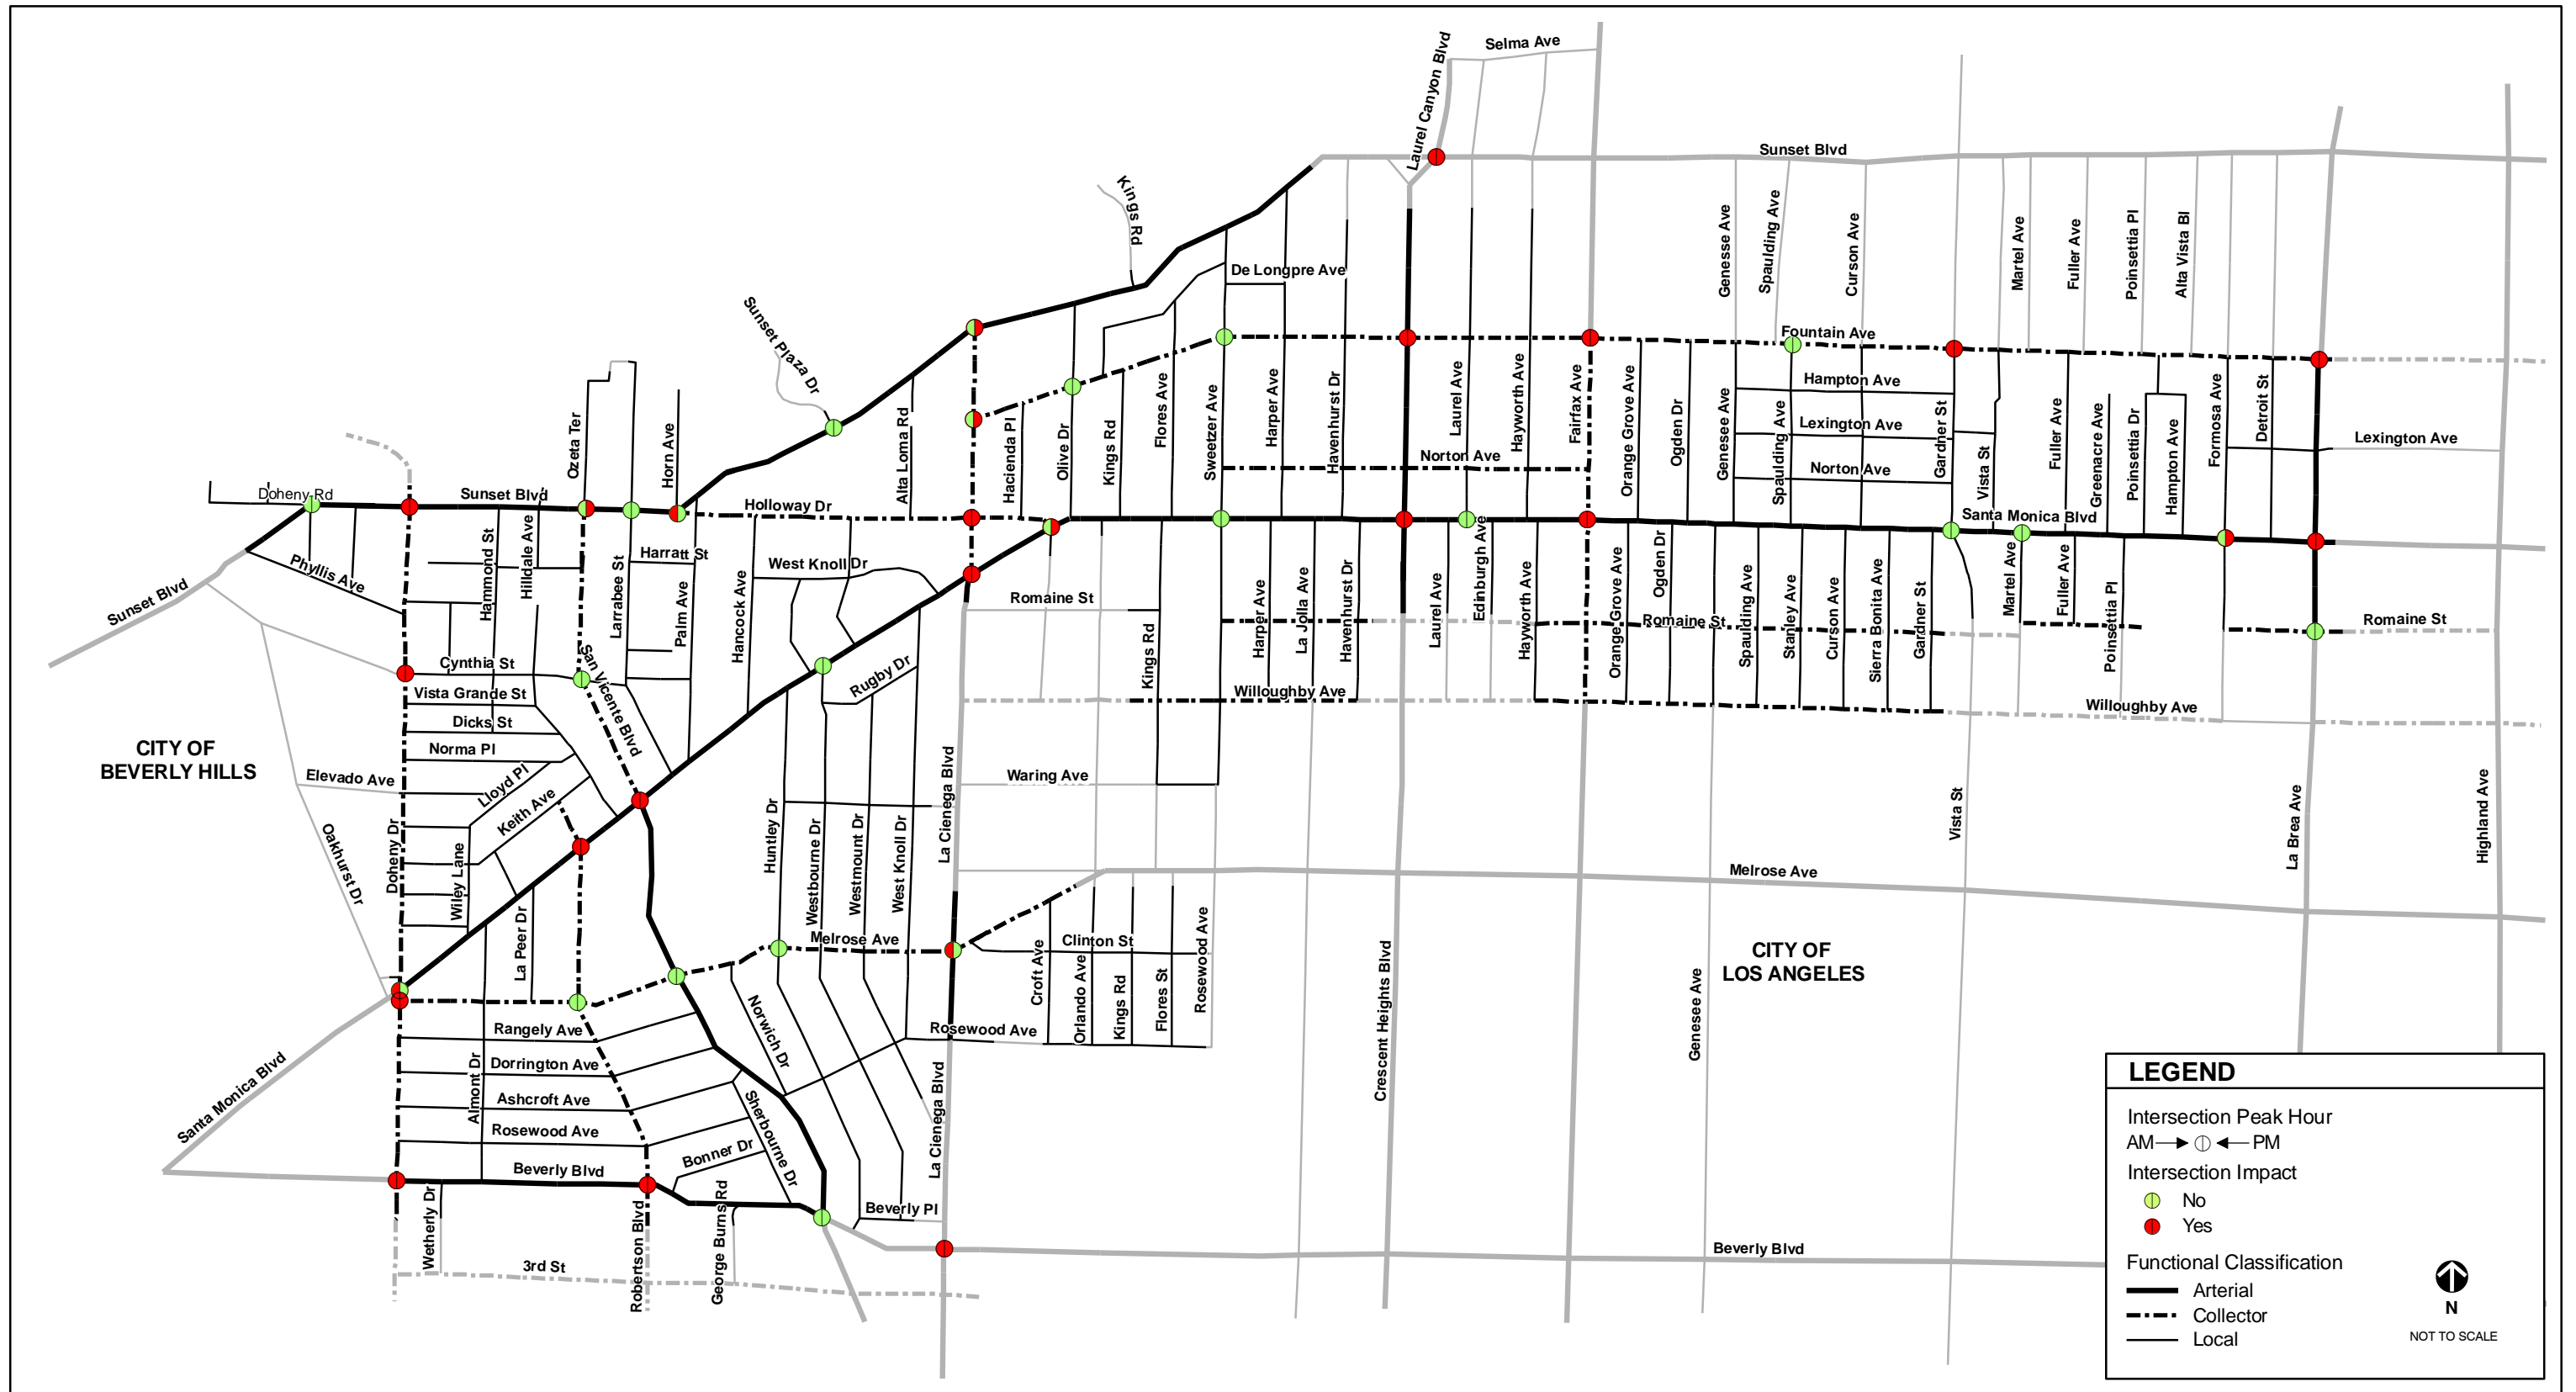 Selma Ave
Laurel Canyon Blvd
Sunset Blvd
Kings Rd
Genesee Ave
Spaulding Ave
Curson Ave
Martel Ave
Fuller Ave
Poinsettia Pl
Alta Vista Bl
De Longpre Ave
Sunset Plaza Dr
Fountain Ave
Hampton Ave
Lexington Ave
Norton Ave
Ozeta Ter
Horn Ave
Alta Loma Rd
Hacienda Pl
Olive Dr
Kings Rd
Flores Ave
Sweetzer Ave
Harper Ave
Havenhurst Dr
Laurel Ave
Hayworth Ave
Fairfax Ave
Orange Grove Ave
Ogden Dr
Genesee Ave
Spaulding Ave
Gardner St
Vista St
Fuller Ave
Greenacre Ave
Poinsettia Dr
Hampton Ave
Formosa Ave
Detroit St
Lexington Ave
Norton Ave
Doheny Rd
Sunset Blvd
Holloway Dr
Santa Monica Blvd
Phyllis Ave
Sunset Blvd
Hammond St
Hilldale Ave
Larrabee St
Harratt St
Palm Ave
Hancock Ave
West Knoll Dr
Romaine St
Kings Rd
Harper Ave
La Jolla Ave
Havenhurst Dr
Laurel Ave
Edinburgh Ave
Hayworth Ave
Orange Grove Ave
Ogden Dr
Romaine St
Spaulding Ave
Stanley Ave
Curson Ave
Sierra Bonita Ave
Gardner St
Martel Ave
Fuller Ave
Poinsettia Pl
Romaine St
Cynthia St
Vista Grande St
Dicks St
Norma Pl
Lloyd Pl
Keith Ave
San Vicente Blvd
Rugby Dr
Willoughby Ave
Willoughby Ave
CITY OF
BEVERLY HILLS
Elevado Ave
Oakhurst Dr
Doheny Dr
Wiley Lane
La Peer Dr
Huntley Dr
Westbourne Dr
Westmount Dr
West Knoll Dr
La Cienega Blvd
Waring Ave
Vista St
La Brea Ave
Highland Ave
Melrose Ave
Melrose Ave
Clinton St
Croft Ave
Orlando Ave
Kings Rd
Flores St
Rosewood Ave
Crescent Heights Blvd
Genesee Ave
CITY OF
LOS ANGELES
Santa Monica Blvd
Rangely Ave
Dorrington Ave
Almont Dr
Ashcroft Ave
Rosewood Ave
Beverly Blvd
Norwich Dr
Sherbourne Dr
Bonner Dr
Rosewood Ave
La Cienega Blvd
Beverly Pl
Wetherly Dr
Robertson Blvd
George Burns Rd
3rd St
Beverly Blvd
LEGEND
Intersection Peak Hour
AM PM
Intersection Impact
No
Yes
Functional Classification
Arterial
Collector
Local
N
NOT TO SCALE